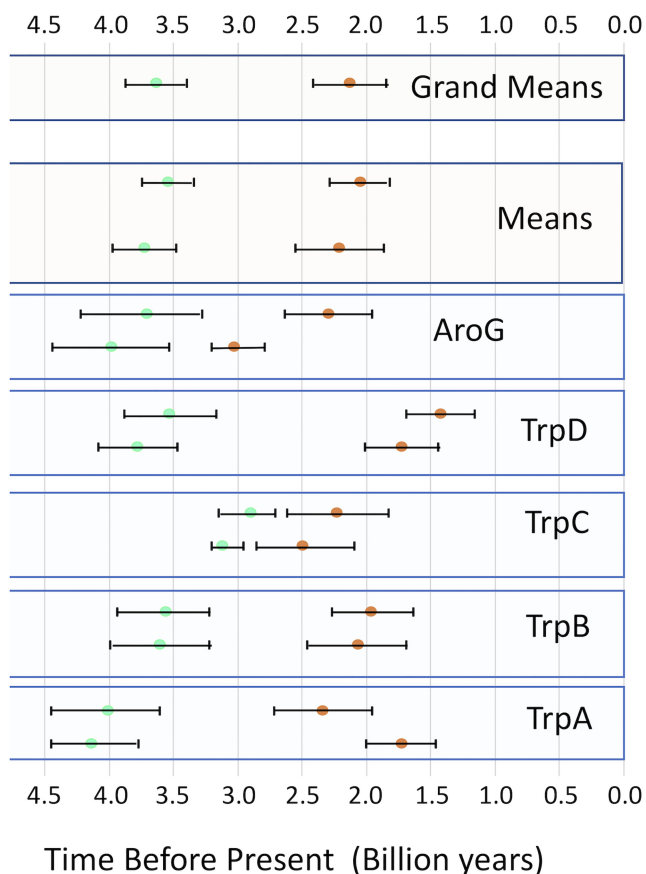 4.5 4.0 3.5 3.0 2.5 2.0 1.5 1.0 0.5 0.0
Grand Means
Means
AroG
TrpD
TrpC
TrpB
TrpA
4.5 4.0 3.5 3.0 2.5 2.0 1.5 1.0 0.5 0.0
Time Before Present (Billion years)